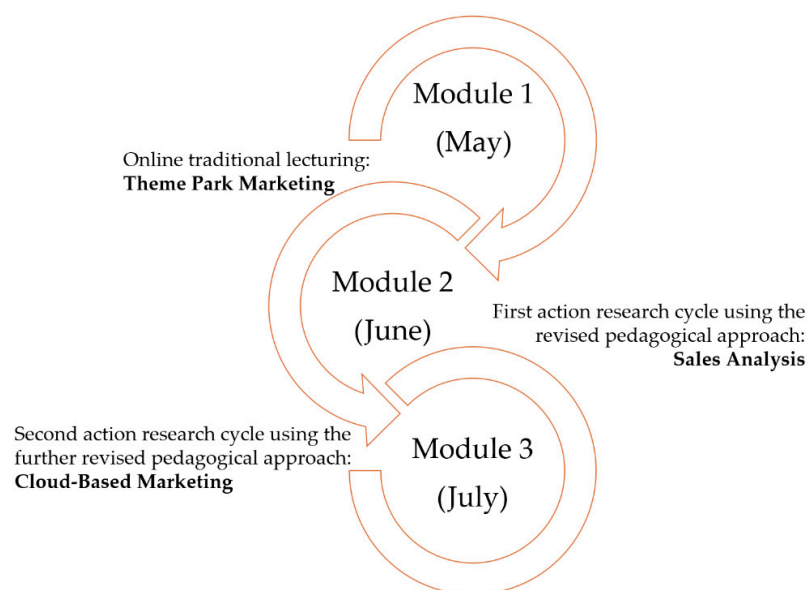 Module 1
(May)
Online traditional lecturing:
Theme Park Marketing
Module 2
(June)
First action research cycle using the
revised pedagogical approach:
Sales Analysis
Second action research cycle using the
further revised pedagogical approach:
Cloud-Based Marketing
Module 3
(July)